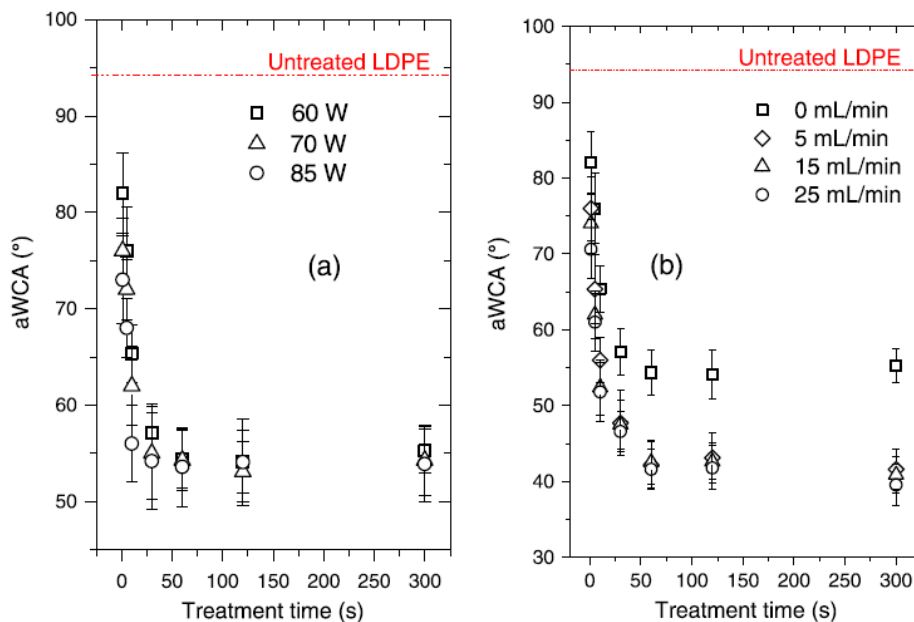 100
90
80
70
60
50
aWCA (°)
Untreated LDPE
60 W
70 W
85 W
(a)
0 50 100 150 200 250 300
Treatment time (s)
100
90
80
70
60
50
40
30
aWCA (°)
Untreated LDPE
0 mL/min
5 mL/min
15 mL/min
25 mL/min
(b)
0 50 100 150 200 250 300
Treatment time (s)